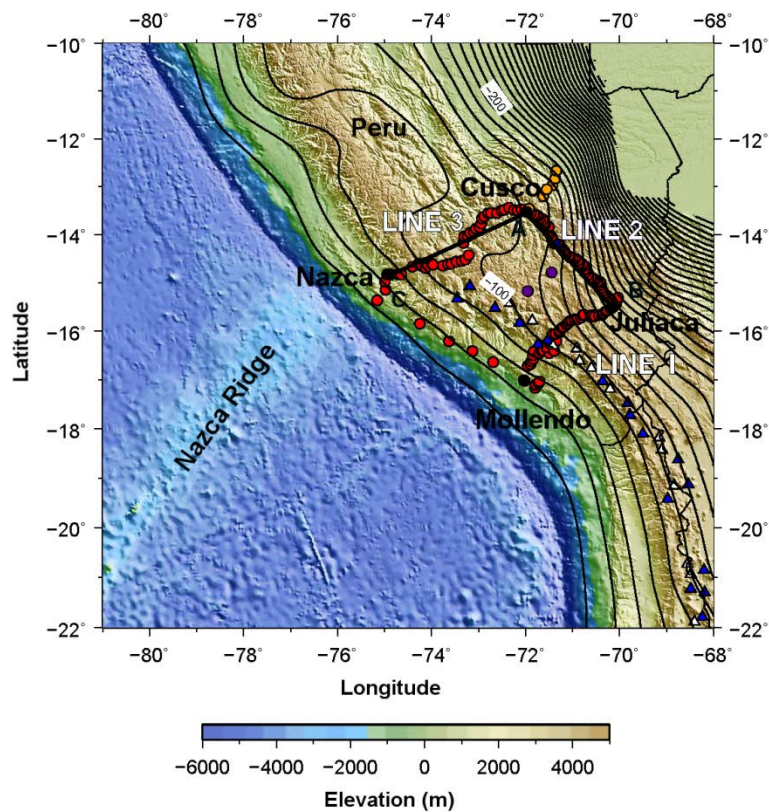 −80 −78 −76 −74 −72 −70 −68
−10° −10°
−200
Peru
−12° −12°
Cusco
LINE 3 A LINE 2
−14° −14°
Nazca
C −100 B
Juliaca
−16° −16°
LINE 1
Nazca Ridge
Mollendo
−18° −18°
−20° −20°
−22° −22°
−80° −78° −76° −74° −72° −70° −68°
Latitude
Longitude
−6000 −4000 −2000 0 2000 4000
Elevation (m)